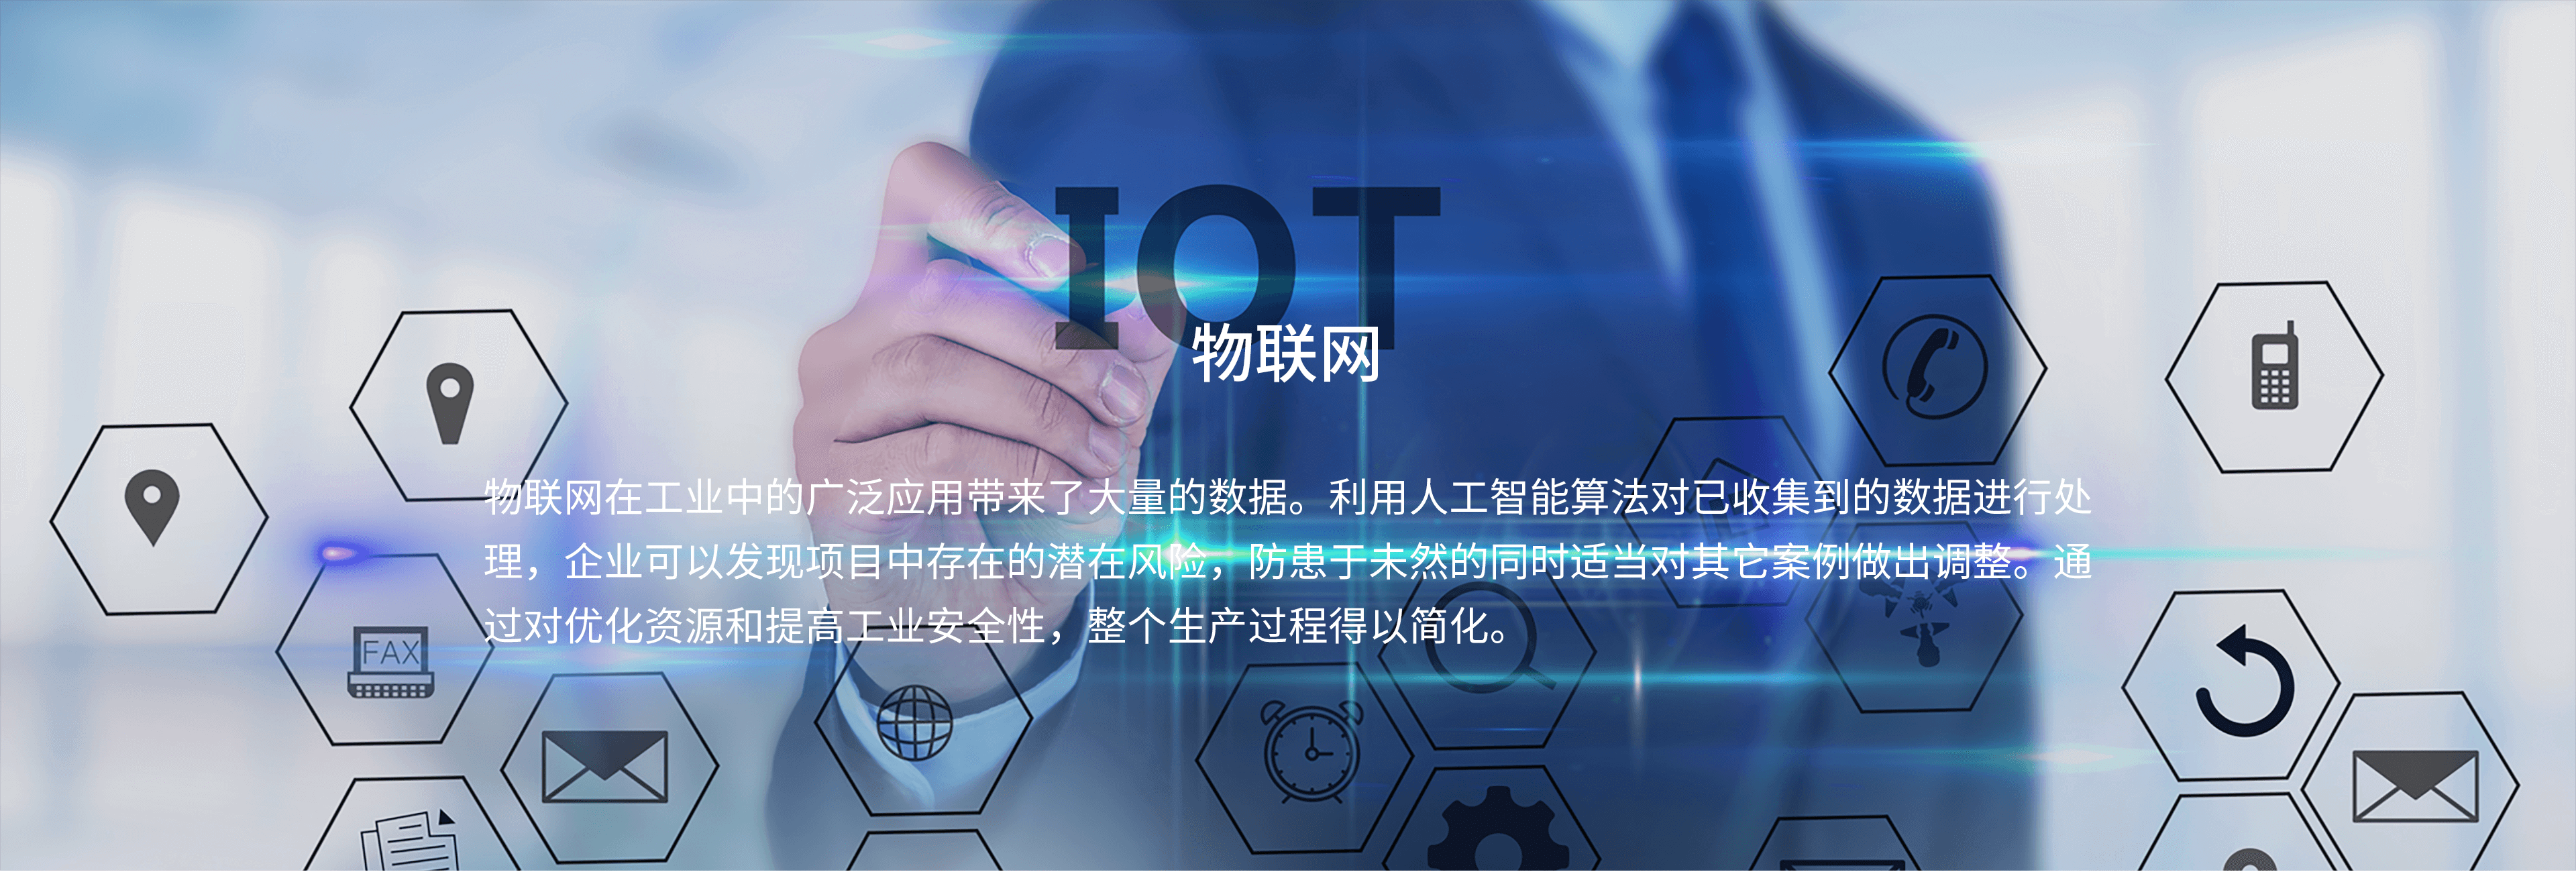 IOT
物联网
物联网在工业中的广泛应用带来了大量的数据。利用人工智能算法对已收集到的数据进行处
理，企业可以发现项目中存在的潜在风险，防患于未然的同时适当对其它案例做出调整。通
过对优化资源和提高工业安全性，整个生产过程得以简化。
FAX